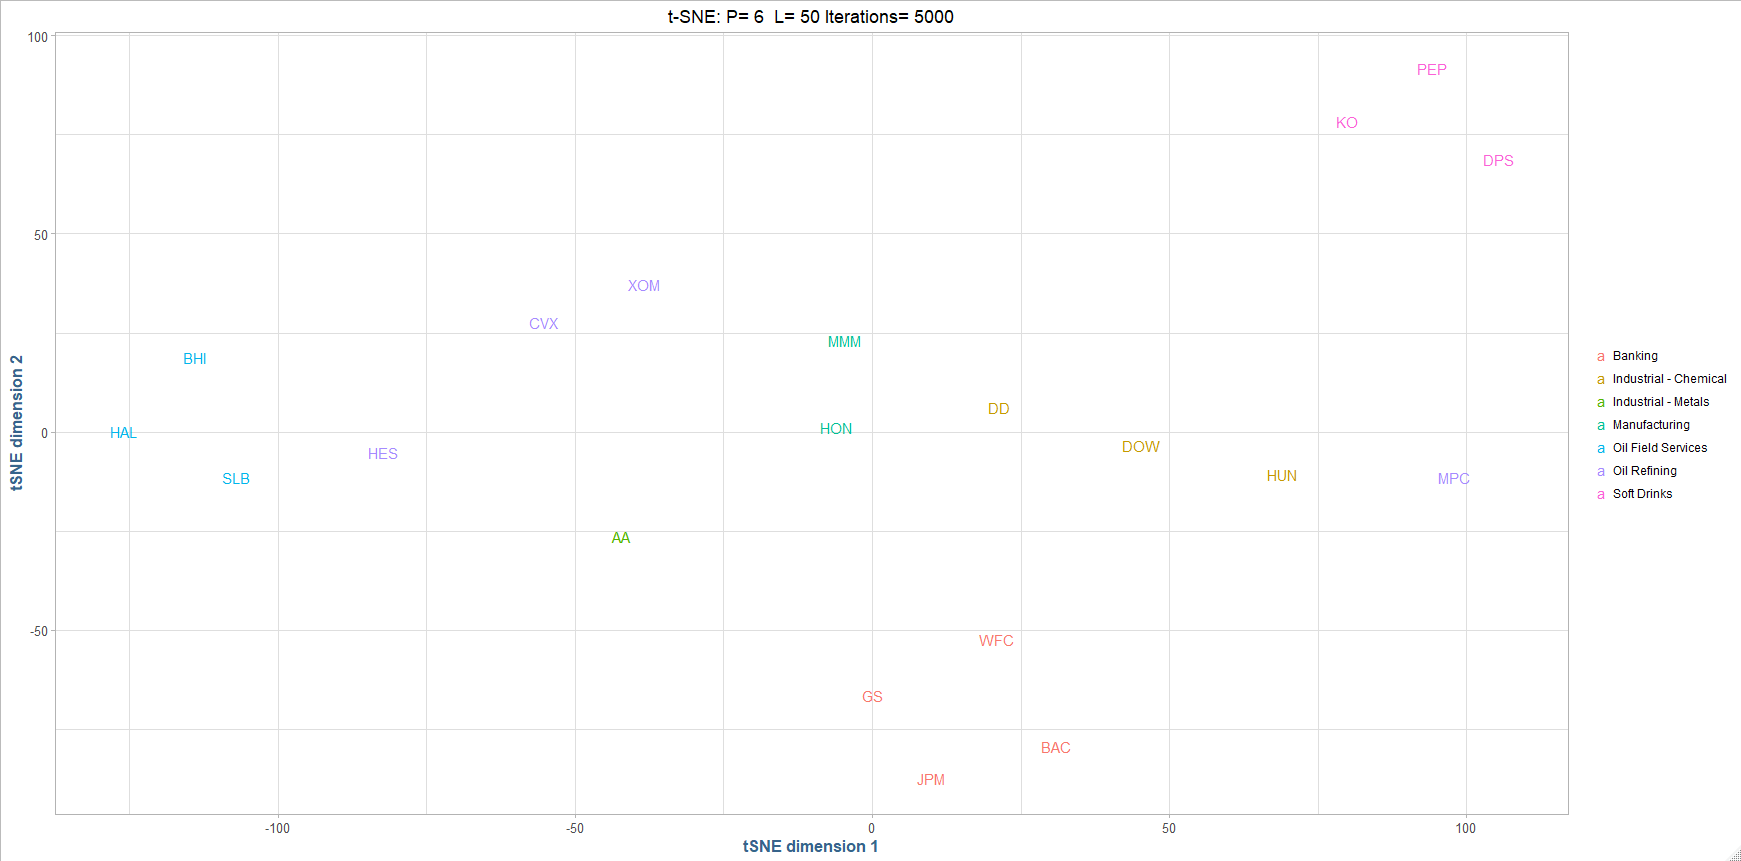 t-SNE: P= 6 L= 50 Iterations= 5000
100
PEP
KO
DPS
50
XOM
CVX
MMM
BHI
DD
HON
0
HAL
DOW
HES
HUN
SLB
MPC
AA
-50
WFC
GS
BAC
JPM
-100
-50
0
50
100
tSNE dimension 1
tSNE dimension 2
a Banking
a Industrial - Chemical
a Industrial - Metals
a Manufacturing
a Oil Field Services
a Oil Refining
a Soft Drinks